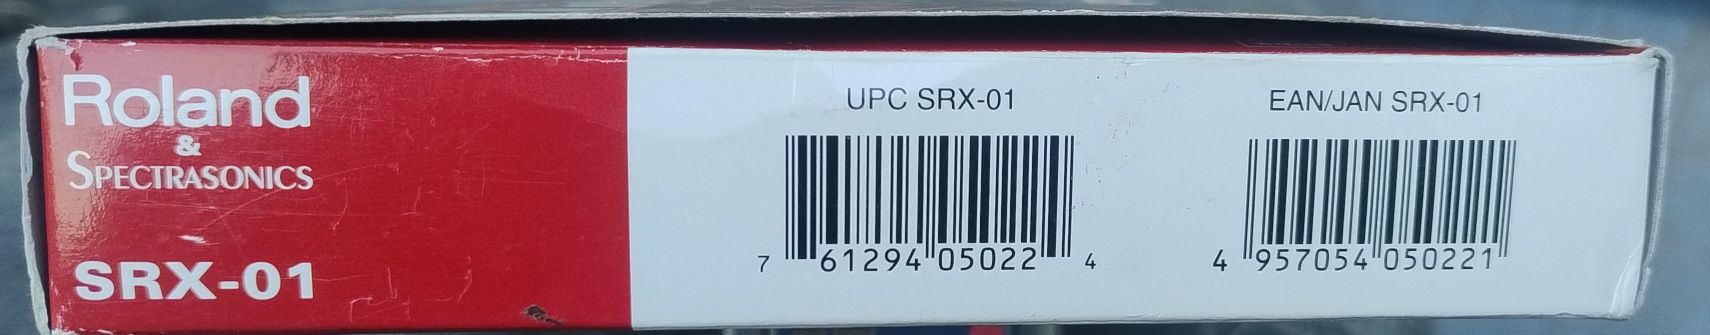 Roland
&
SPECTRASONICS
SRX-01
UPC SRX-01
7 61294 05022 4
EAN/JAN SRX-01
4 957054 050221